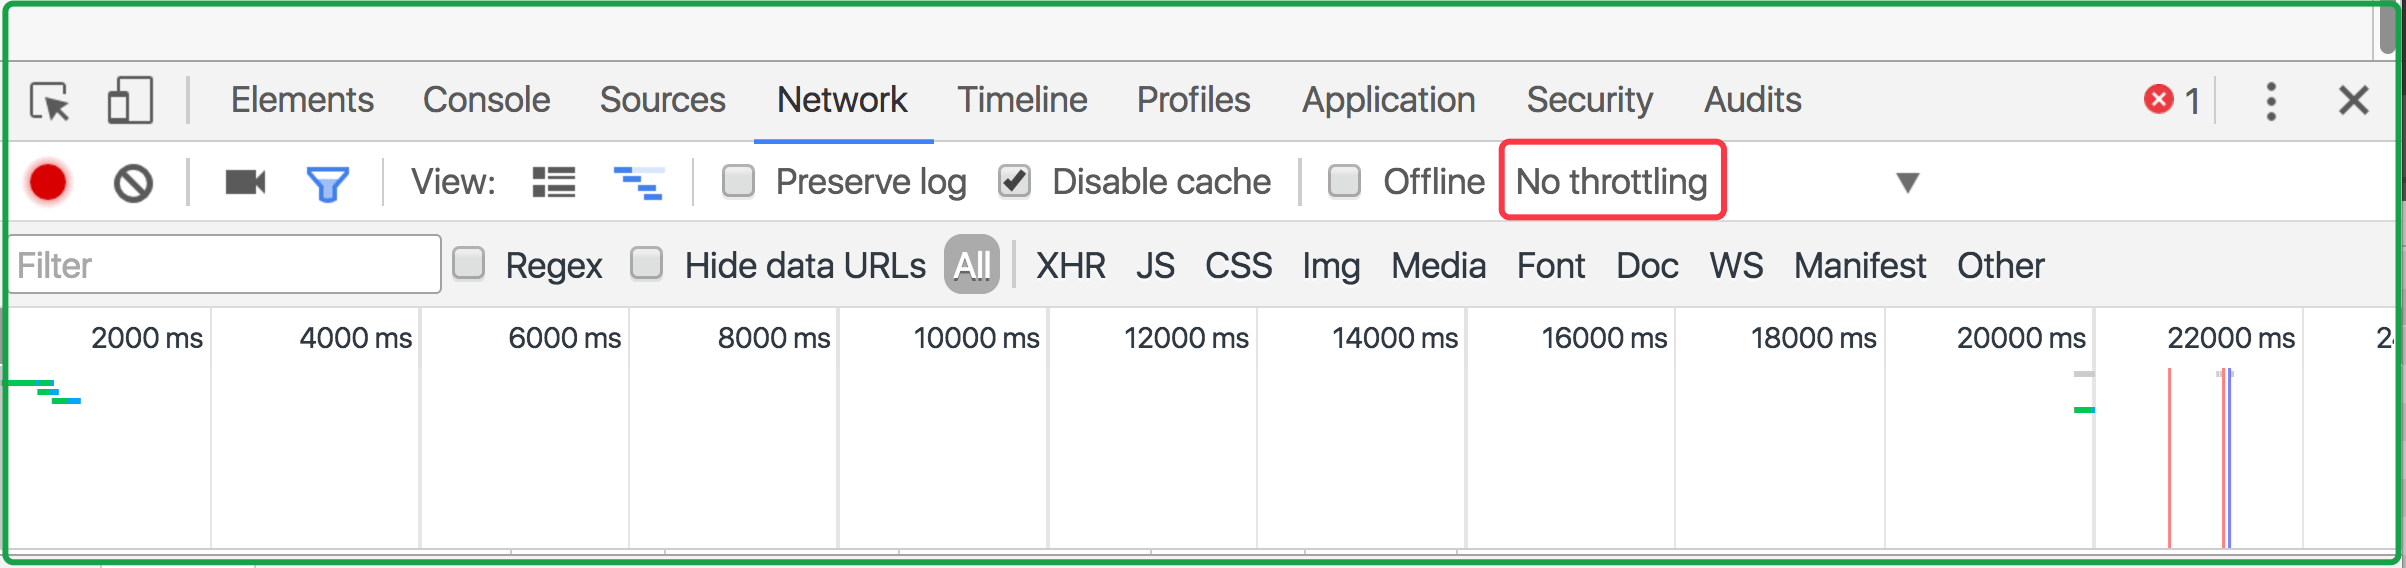 Elements Console Sources Network Timeline Profiles Application Security Audits 1
View: Preserve log Disable cache Offline No throttling
Filter Regex Hide data URLs All XHR JS CSS Img Media Font Doc WS Manifest Other
2000 ms 4000 ms 6000 ms 8000 ms 10000 ms 12000 ms 14000 ms 16000 ms 18000 ms 20000 ms 22000 ms